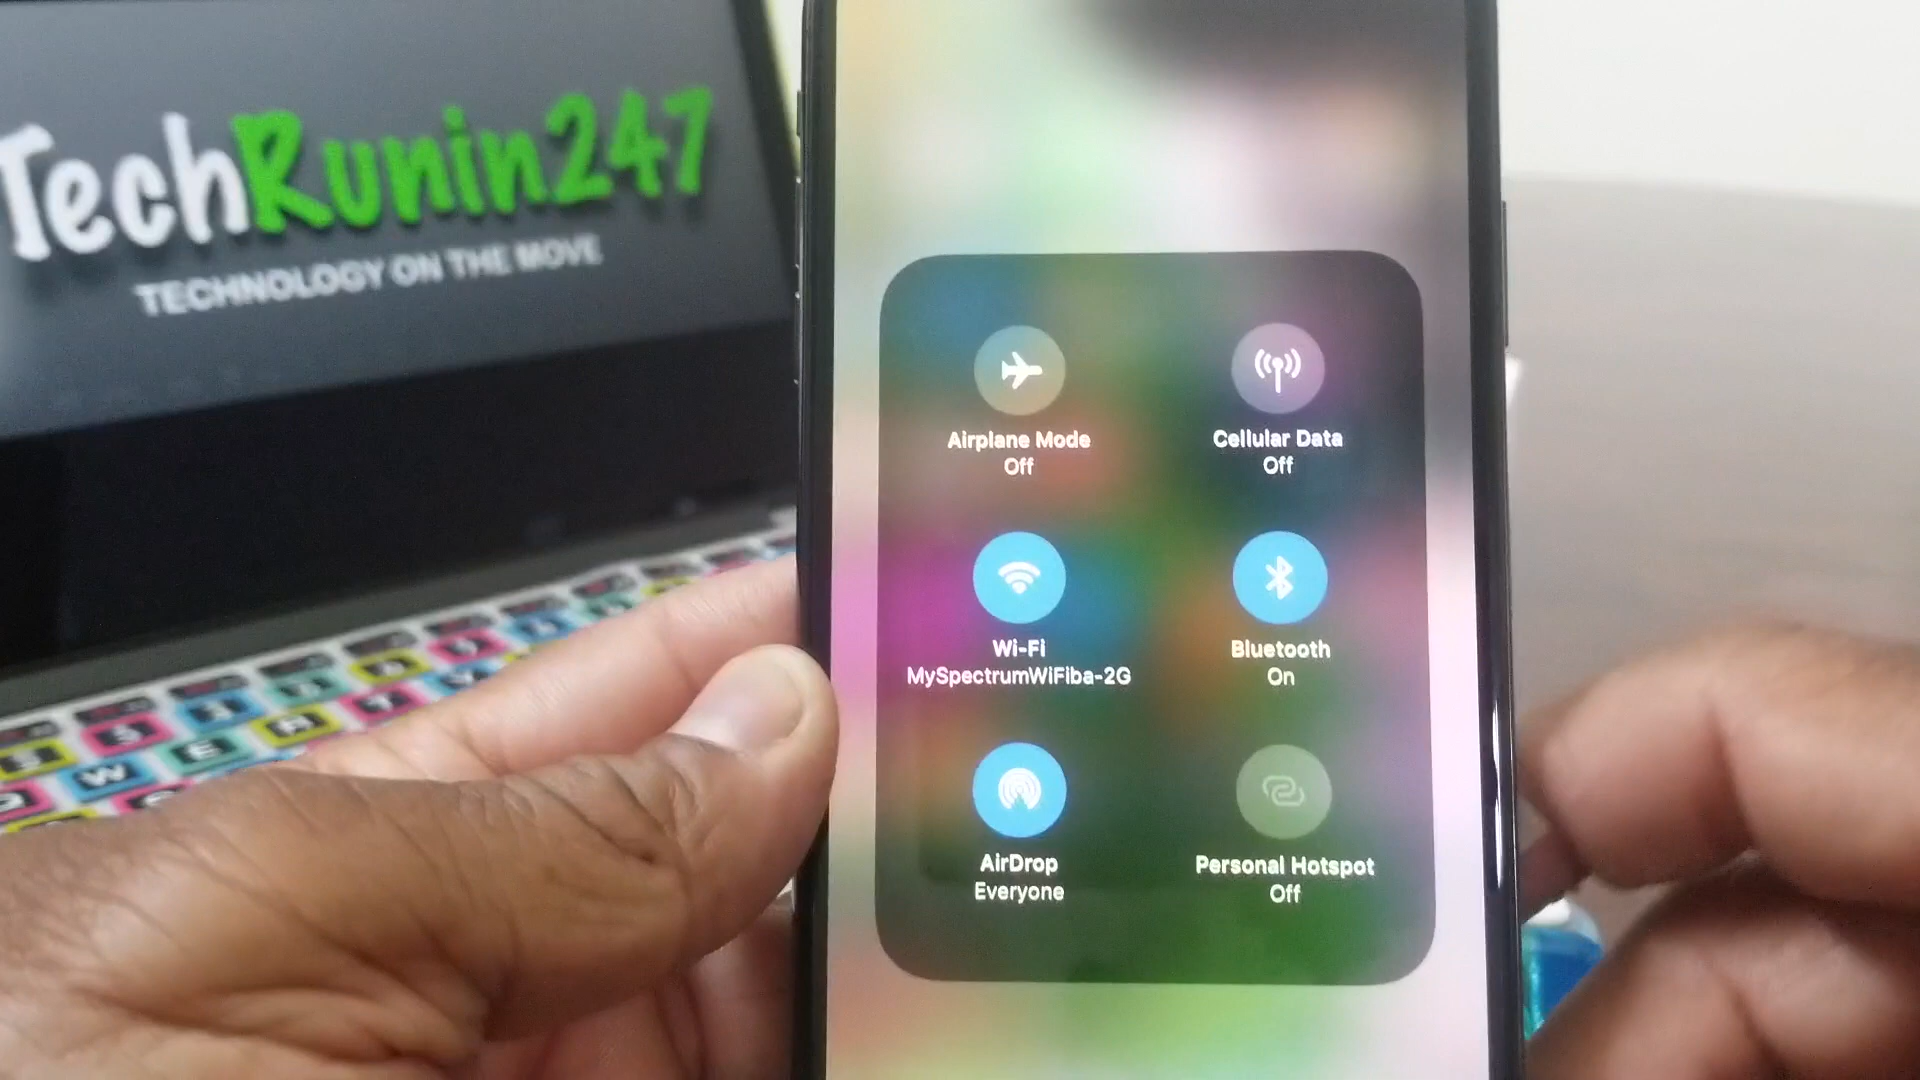 TechRunin247
TECHNOLOGY ON THE MOVE
Airplane Mode
Off
Cellular Data
Off
Wi-Fi
MySpectrumWiFiba-2G
Bluetooth
On
AirDrop
Everyone
Personal Hotspot
Off